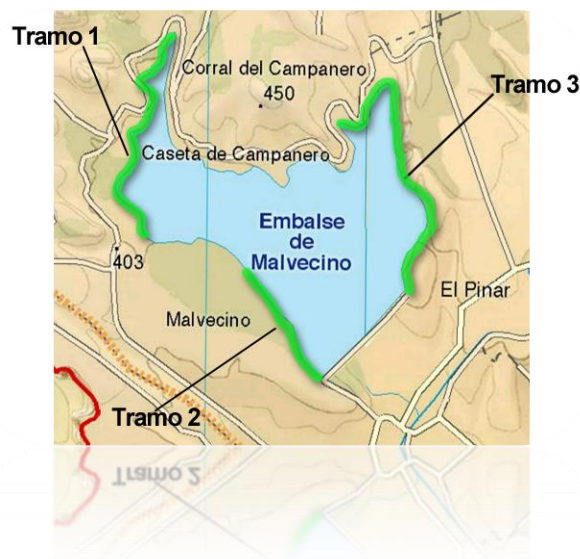 Tramo 1
Corral del Campanero
450
Tramo 3
Caseta de Campanero
Embalse
de
Malvecino
403
El Pinar
Malvecino
Tramo 2
Tramo 2